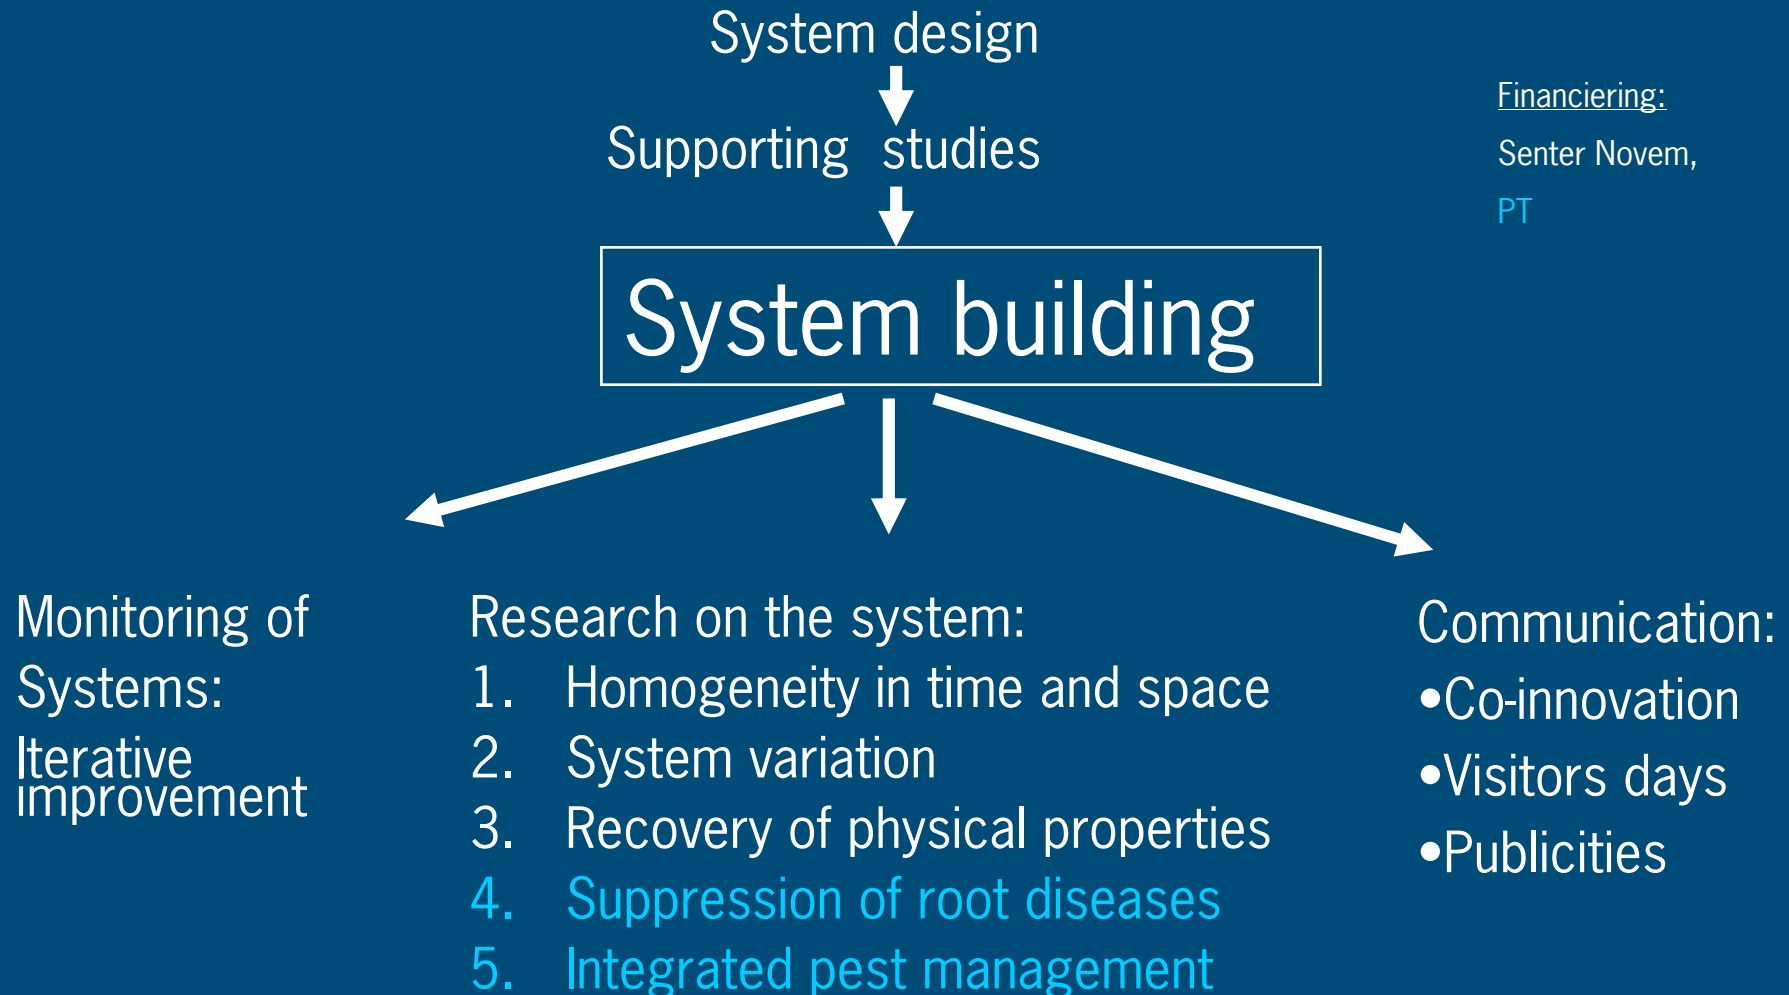 System design
Supporting studies
System building
Financiering:
Senter Novem,
PT
Monitoring of
Systems:
Iterative
improvement
Research on the system:
1. Homogeneity in time and space
2. System variation
3. Recovery of physical properties
4. Suppression of root diseases
5. Integrated pest management
Communication:
•Co-innovation
•Visitors days
•Publicities